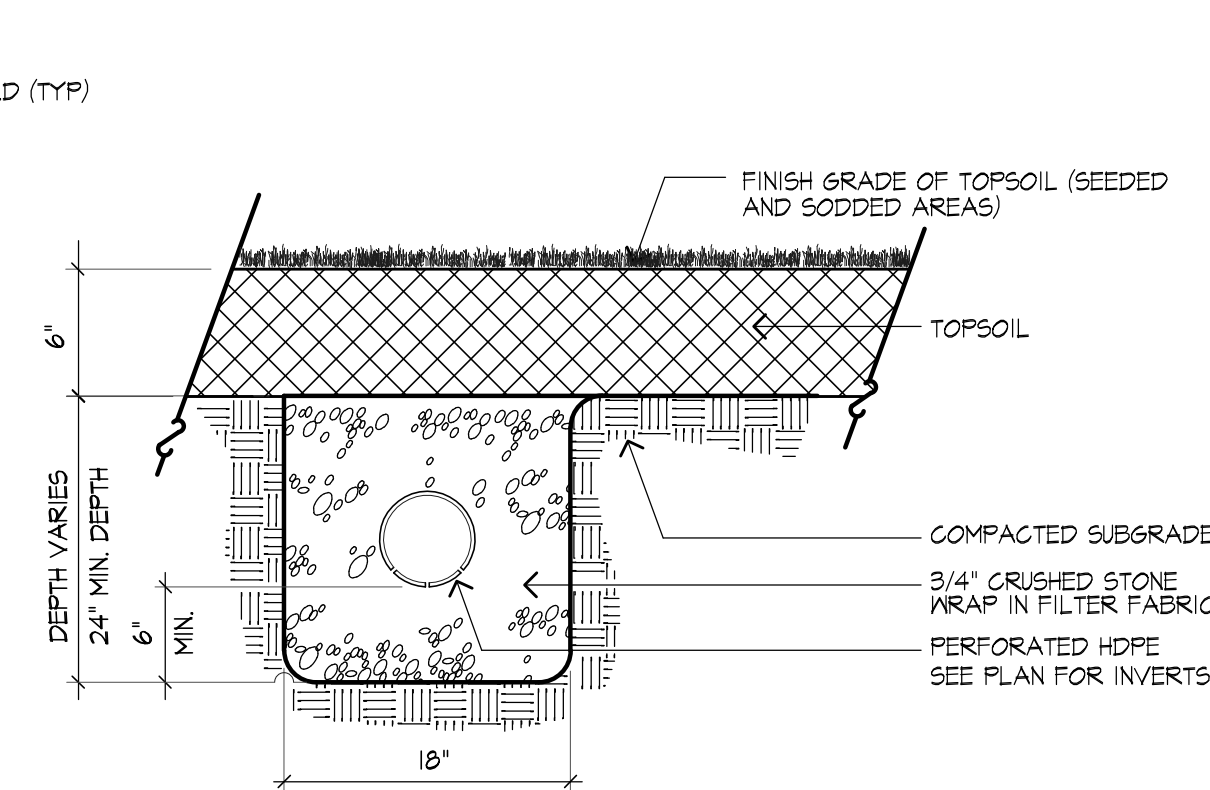 (TYP)
FINISH GRADE OF TOPSOIL (SEEDED
AND SODDED AREAS)
6"
TOPSOIL
DEPTH VARIES
24" MIN. DEPTH
6"
MIN.
COMPACTED SUBGRADE
3/4" CRUSHED STONE
WRAP IN FILTER FABRIC
PERFORATED HDPE
SEE PLAN FOR INVERTS
18"